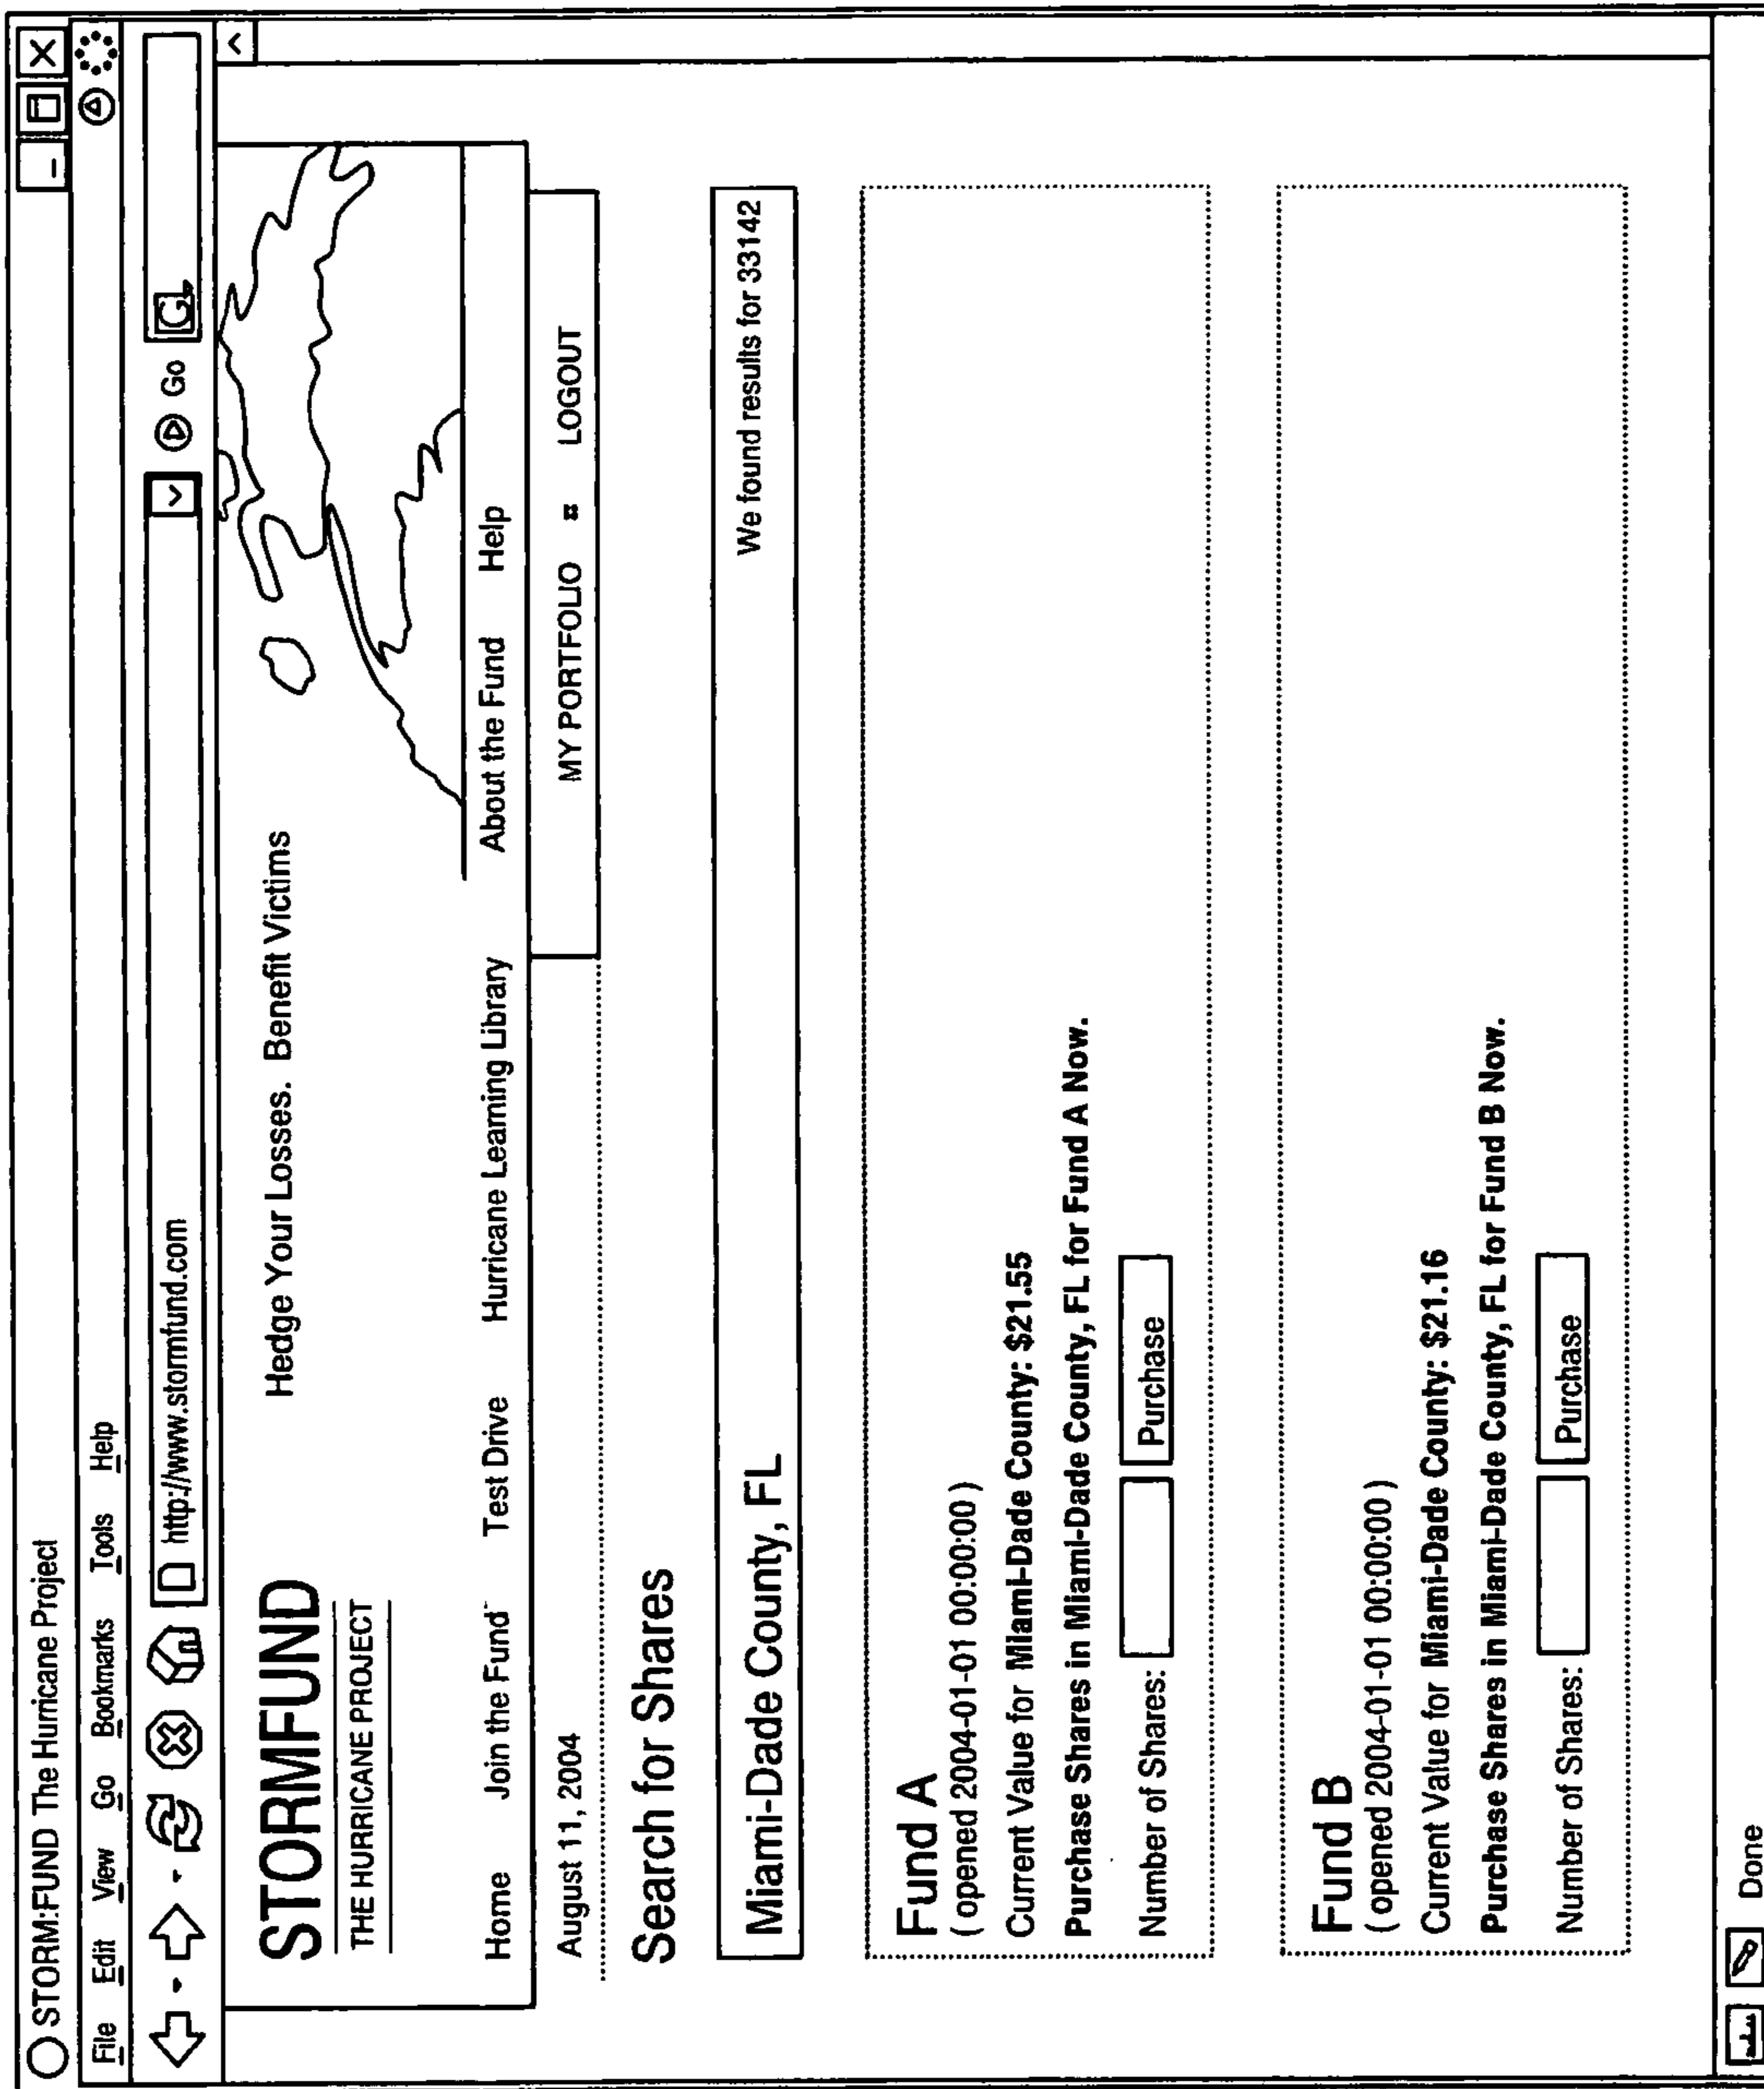 STORM:FUND The Hurricane Project
File Edit View Go Bookmarks Tools Help
http://www.stormfund.com Go G
STORMFUND
THE HURRICANE PROJECT
Hedge Your Losses. Benefit Victims
Home Join the Fund Test Drive Hurricane Learning Library About the Fund Help
August 11, 2004 MY PORTFOLIO :: LOGOUT
Search for Shares
Miami-Dade County, FL We found results for 33142
Fund A
( opened 2004-01-01 00:00:00 )
Current Value for Miami-Dade County: $21.55
Purchase Shares in Miami-Dade County, FL for Fund A Now.
Number of Shares: Purchase
Fund B
( opened 2004-01-01 00:00:00 )
Current Value for Miami-Dade County: $21.16
Purchase Shares in Miami-Dade County, FL for Fund B Now.
Number of Shares: Purchase
Done